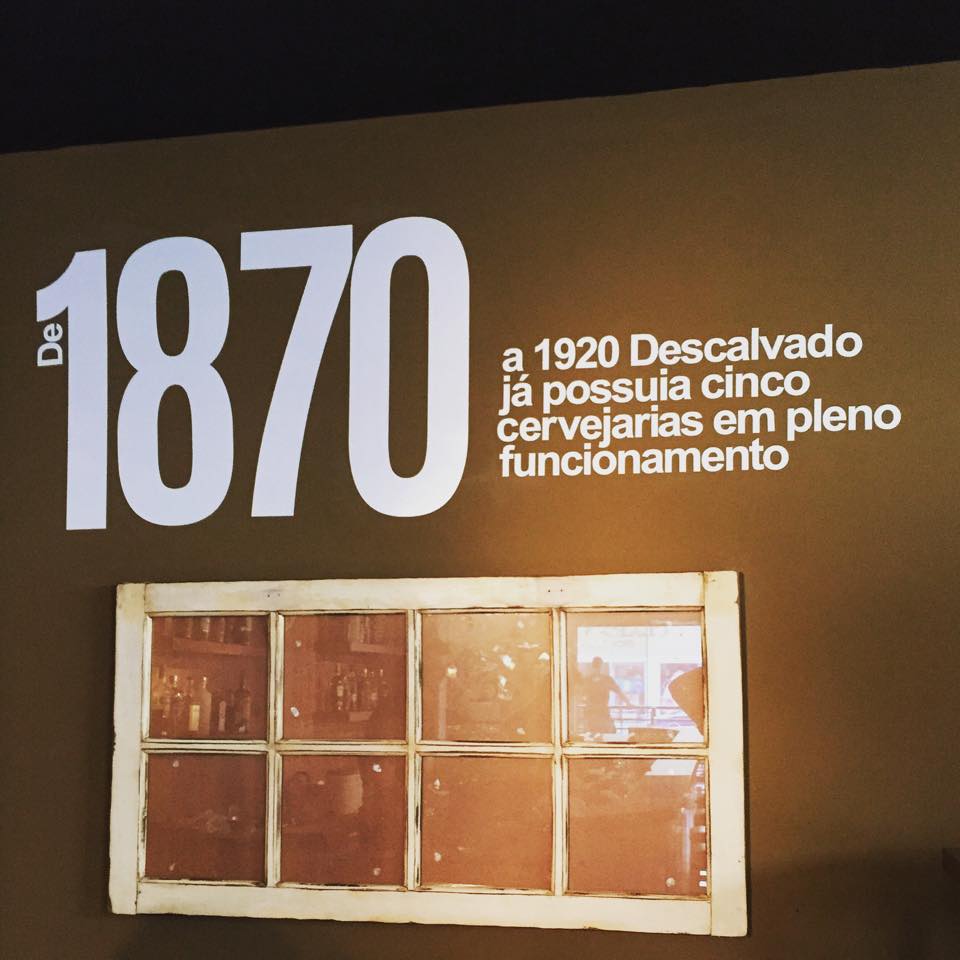 De 1870
a 1920 Descalvado
já possuia cinco
cervejarias em pleno
funcionamento